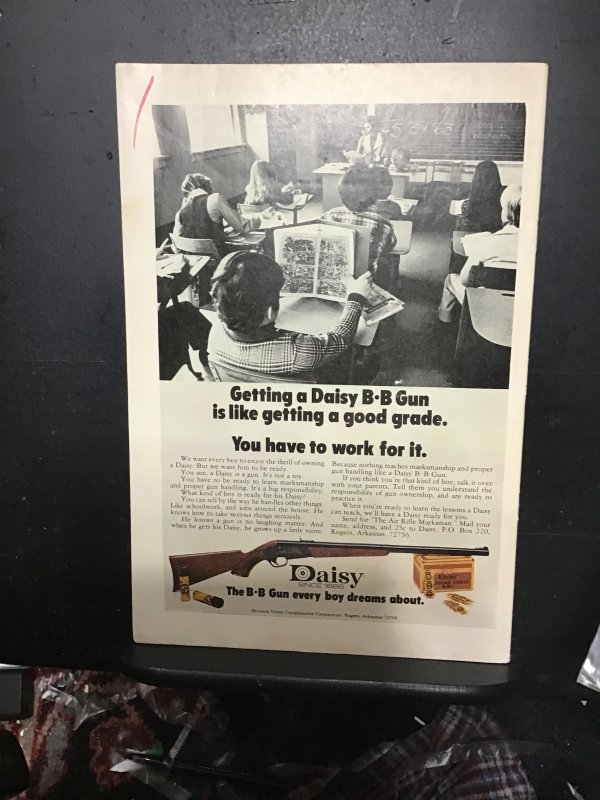 Getting a Daisy B·B Gun
is like getting a good grade.
You have to work for it.
We want every boy to enjoy the thrill of owning
a Daisy. But we want him to be ready.
You see, a Daisy is a gun. It's not a toy.
You have to be ready to learn marksmanship
and proper gun handling. It's a big responsibility.
What kind of boy is ready for his Daisy?
You can tell by the way he handles other things.
Like schoolwork, and jobs around the house. He
knows how to take serious things seriously.
He knows a gun is no laughing matter. And
when he gets his Daisy, he grows up a little more.
Because nothing teaches marksmanship and proper
gun handling like a Daisy B·B Gun.
If you think you're that kind of boy, talk it over
with your parents. Tell them you understand the
responsibility of gun ownership, and are ready to
practice it.
When you're ready to learn the lessons a Daisy
can teach, we'll have a Daisy ready for you.
Send for "The Air Rifle Marksman." Mail your
name, address, and 25¢ to Daisy, P.O. Box 220,
Rogers, Arkansas 72756.
Daisy
SINCE 1886
The B·B Gun every boy dreams about.
Division Victor Comptometer Corporation, Rogers, Arkansas 72756